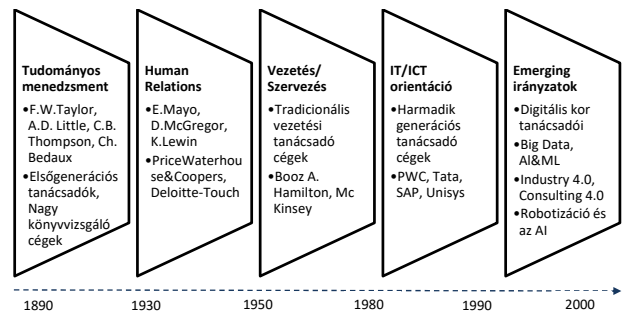 Tudományos
menedzsment
•F.W.Taylor,
A.D. Little, C.B.
Thompson, Ch.
Bedaux
•Elsőgenerációs
tanácsadók,
Nagy
könyvvizsgáló
cégek
Human
Relations
•E.Mayo,
D.McGregor,
K.Lewin
•PriceWaterhou
se&Coopers,
Deloitte-Touch
Vezetés/
Szervezés
•Tradicionális
vezetési
tanácsadó
cégek
•Booz A.
Hamilton, Mc
Kinsey
IT/ICT
orientáció
•Harmadik
generációs
tanácsadó
cégek
•PWC, Tata,
SAP, Unisys
Emerging
irányzatok
•Digitális kor
tanácsadói
•Big Data,
AI&ML
•Industry 4.0,
Consulting 4.0
•Robotizáció és
az AI
1890 1930 1950 1980 1990 2000